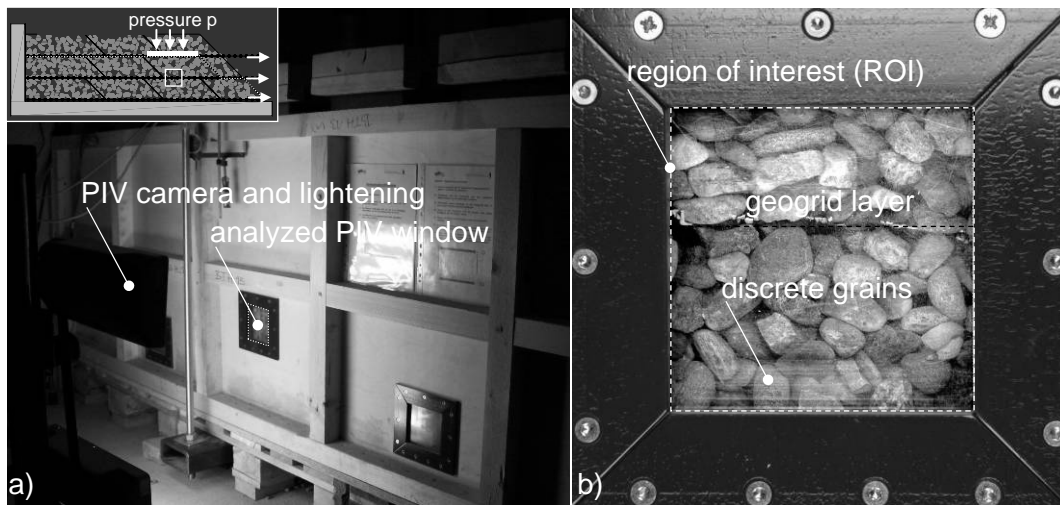 pressure p
PIV camera and lightening
analyzed PIV window
a)
region of interest (ROI)
geogrid layer
discrete grains
b)